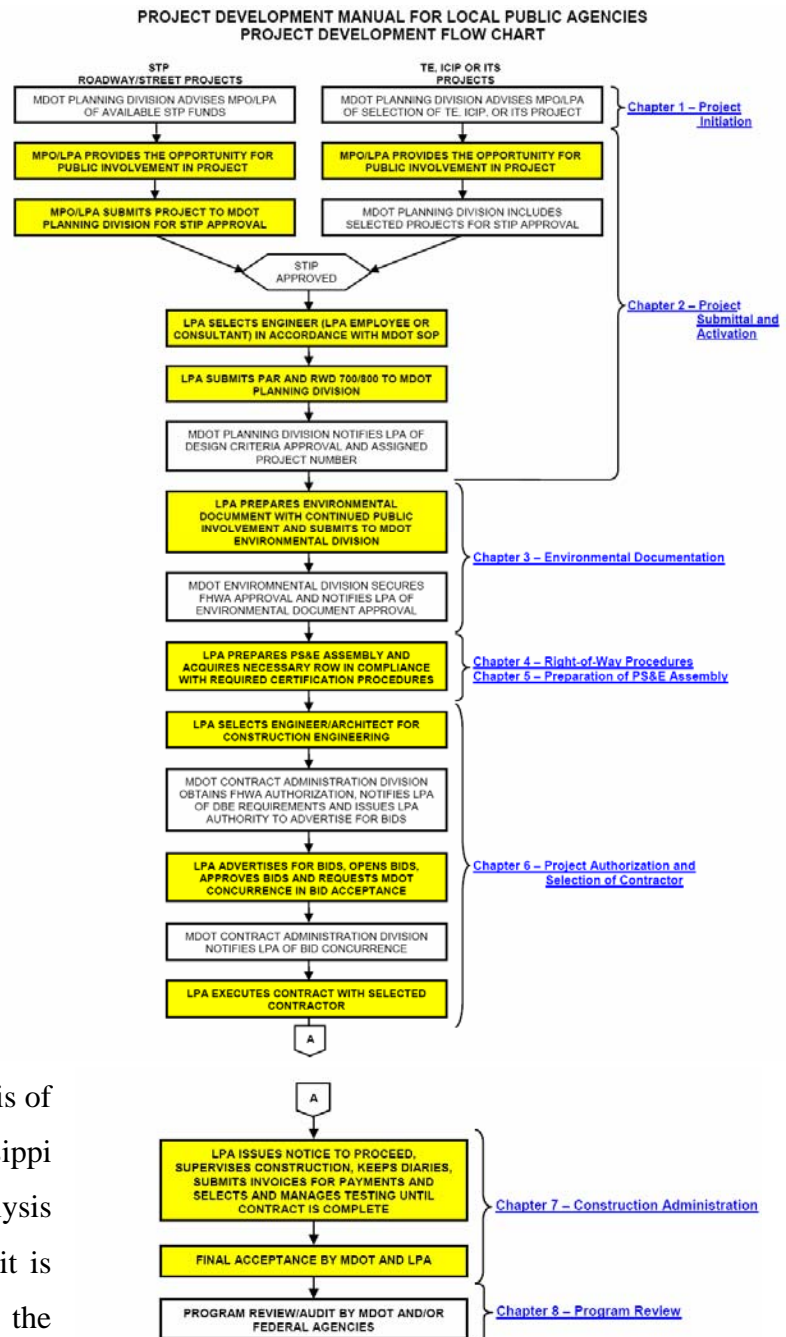 PROJECT DEVELOPMENT MANUAL FOR LOCAL PUBLIC AGENCIES
PROJECT DEVELOPMENT FLOW CHART
STP
ROADWAY/STREET PROJECTS
TE, ICIP OR ITS
PROJECTS
MDOT PLANNING DIVISION ADVISES MPO/LPA
OF AVAILABLE STP FUNDS
MDOT PLANNING DIVISION ADVISES MPO/LPA
OF SELECTION OF TE, ICIP, OR ITS PROJECT
Chapter 1 – Project
Initiation
MPO/LPA PROVIDES THE OPPORTUNITY FOR
PUBLIC INVOLVEMENT IN PROJECT
MPO/LPA PROVIDES THE OPPORTUNITY FOR
PUBLIC INVOLVEMENT IN PROJECT
MPO/LPA SUBMITS PROJECT TO MDOT
PLANNING DIVISION FOR STIP APPROVAL
MDOT PLANNING DIVISION INCLUDES
SELECTED PROJECTS FOR STIP APPROVAL
STIP
APPROVED
Chapter 2 – Project
Submittal and
Activation
LPA SELECTS ENGINEER (LPA EMPLOYEE OR
CONSULTANT) IN ACCORDANCE WITH MDOT SOP
LPA SUBMITS PAR AND RWD 700/800 TO MDOT
PLANNING DIVISION
MDOT PLANNING DIVISION NOTIFIES LPA OF
DESIGN CRITERIA APPROVAL AND ASSIGNED
PROJECT NUMBER
LPA PREPARES ENVIRONMENTAL
DOCUMMENT WITH CONTINUED PUBLIC
INVOLVEMENT AND SUBMITS TO MDOT
ENVIRONMENTAL DIVISION
Chapter 3 – Environmental Documentation
MDOT ENVIROMNENTAL DIVISION SECURES
FHWA APPROVAL AND NOTIFIES LPA OF
ENVIRONMENTAL DOCUMENT APPROVAL
LPA PREPARES PS&E ASSEMBLY AND
ACQUIRES NECESSARY ROW IN COMPLIANCE
WITH REQUIRED CERTIFICATION PROCEDURES
Chapter 4 – Right-of-Way Procedures
Chapter 5 – Preparation of PS&E Assembly
LPA SELECTS ENGINEER/ARCHITECT FOR
CONSTRUCTION ENGINEERING
MDOT CONTRACT ADMINISTRATION DIVISION
OBTAINS FHWA AUTHORIZATION, NOTIFIES LPA
OF DBE REQUIREMENTS AND ISSUES LPA
AUTHORITY TO ADVERTISE FOR BIDS
LPA ADVERTISES FOR BIDS, OPENS BIDS,
APPROVES BIDS AND REQUESTS MDOT
CONCURRENCE IN BID ACCEPTANCE
Chapter 6 – Project Authorization and
Selection of Contractor
MDOT CONTRACT ADMINISTRATION DIVISION
NOTIFIES LPA OF BID CONCURRENCE
LPA EXECUTES CONTRACT WITH SELECTED
CONTRACTOR
A
is of
sippi
lysis
it is
the
A
LPA ISSUES NOTICE TO PROCEED,
SUPERVISES CONSTRUCTION, KEEPS DIARIES,
SUBMITS INVOICES FOR PAYMENTS AND
SELECTS AND MANAGES TESTING UNTIL
CONTRACT IS COMPLETE
Chapter 7 – Construction Administration
FINAL ACCEPTANCE BY MDOT AND LPA
PROGRAM REVIEW/AUDIT BY MDOT AND/OR
FEDERAL AGENCIES
Chapter 8 – Program Review